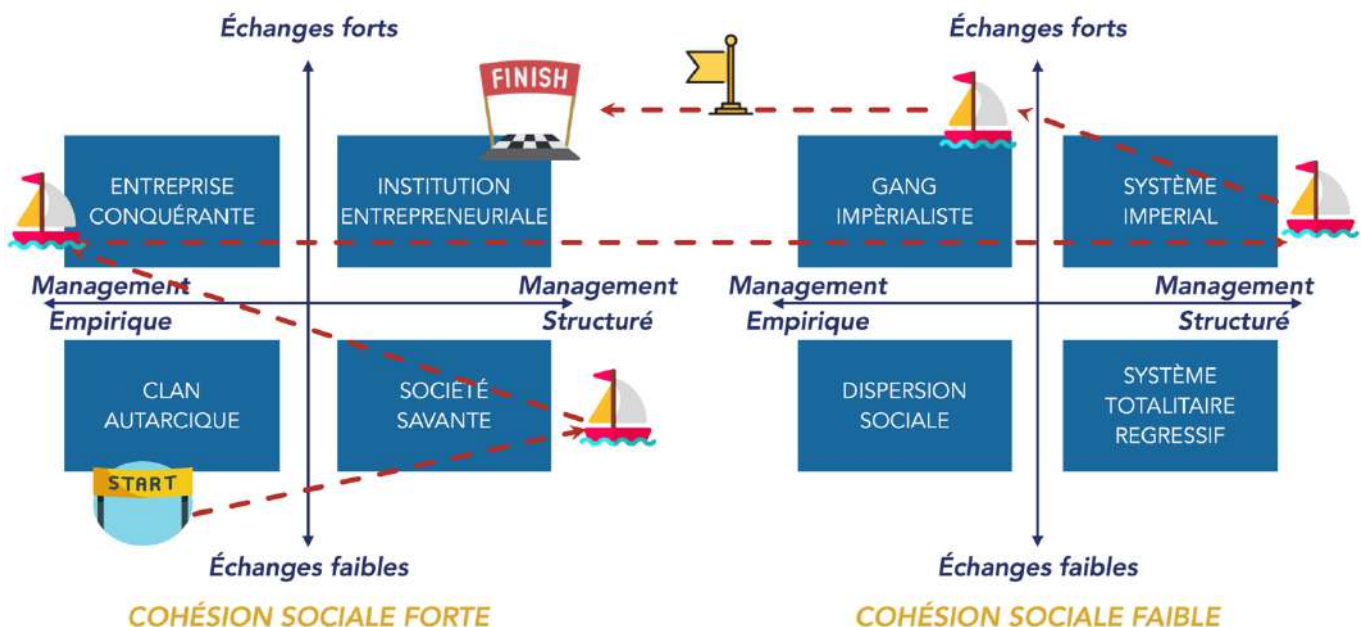 Échanges forts
Échanges forts
FINISH
ENTREPRISE
CONQUÉRANTE
INSTITUTION
ENTREPRENEURIALE
GANG
IMPÈRIALISTE
SYSTÈME
IMPERIAL
Management
Empirique
Management
Structuré
Management
Empirique
Management
Structuré
CLAN
AUTARCIQUE
SOCIÉTÉ
SAVANTE
DISPERSION
SOCIALE
SYSTÈME
TOTALITAIRE
REGRESSIF
START
Échanges faibles
Échanges faibles
COHÉSION SOCIALE FORTE
COHÉSION SOCIALE FAIBLE